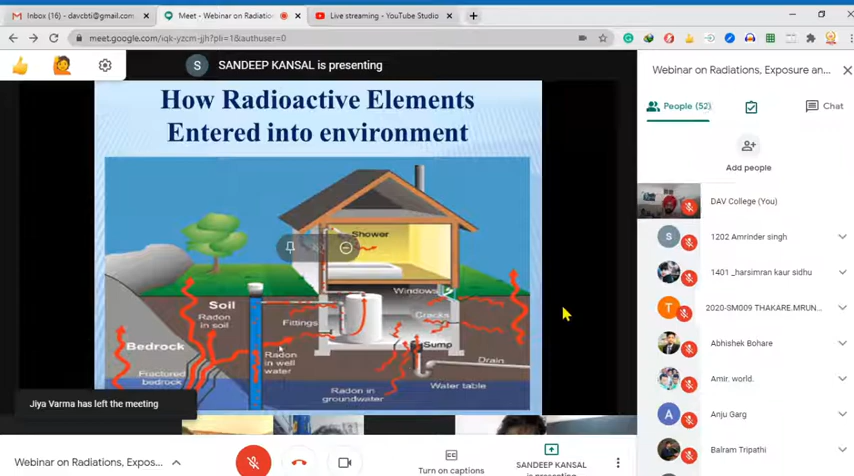 Inbox (16) - davcbti@gmail.com
Meet - Webinar on Radiation
Live streaming - YouTube Studio
meet.google.com/iqk-yzcm-jjh?pli=1&authuser=0
S SANDEEP KANSAL is presenting
Webinar on Radiations, Exposure an...
People (52)
Chat
Add people
How Radioactive Elements
Entered into environment
Shower
Windows
Soil
Radon
in soil
Fittings
Cracks
Bedrock
Radon
in well
water
Sump
Drain
Fractured
bedrock
Radon in
groundwater
Water table
DAV College (You)
S 1202 Amrinder singh
1401 _harsimran kaur sidhu
T 2020-SM009 THAKARE.MRUN...
Abhishek Bohare
Amir. world.
A Anju Garg
Balram Tripathi
Jiya Varma has left the meeting
Webinar on Radiations, Expos...
Turn on captions
SANDEEP KANSAL
is presenting